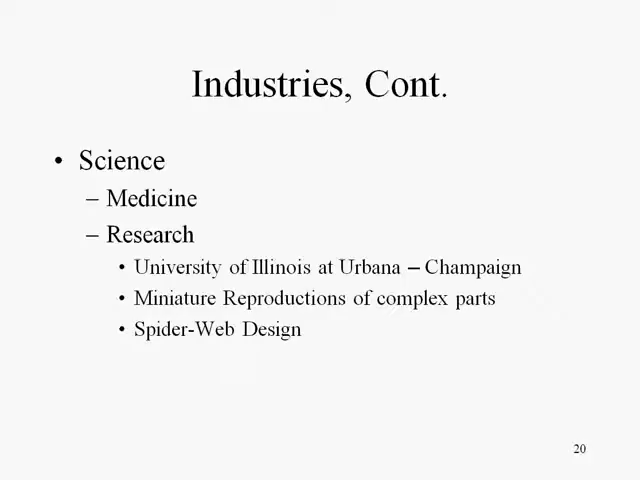 Industries, Cont.
• Science
– Medicine
– Research
• University of Illinois at Urbana – Champaign
• Miniature Reproductions of complex parts
• Spider-Web Design
20